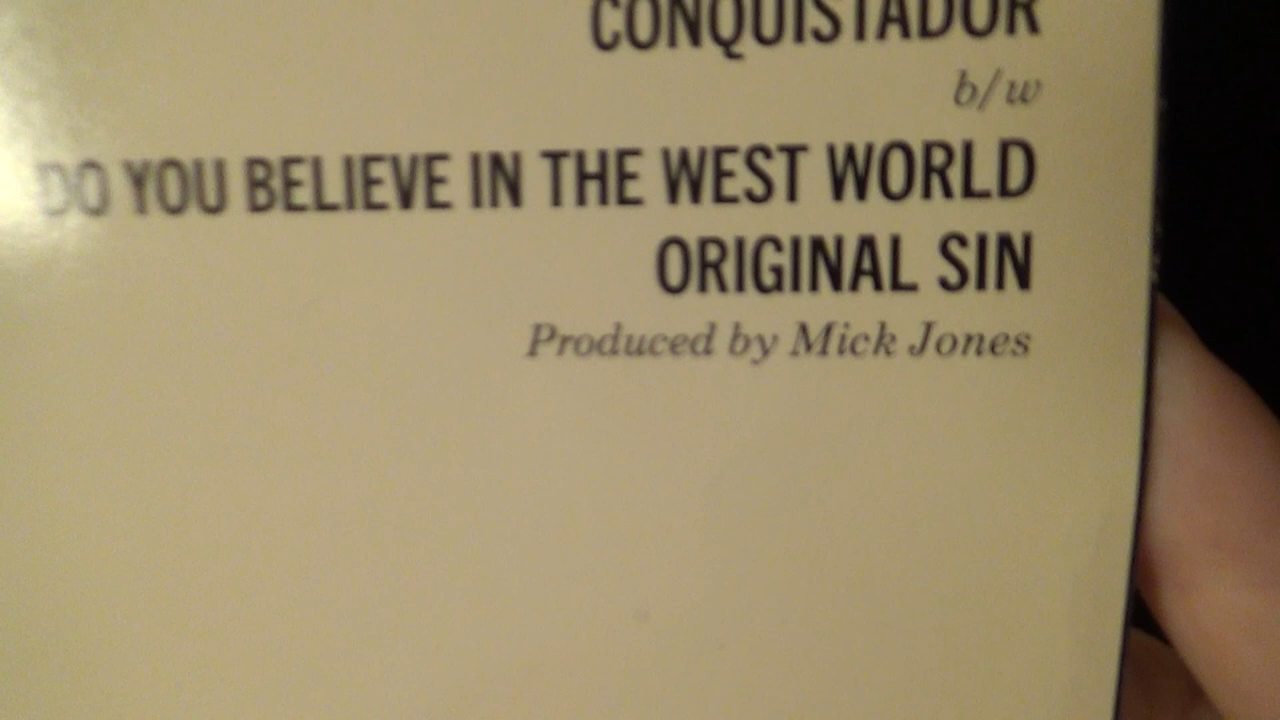 CONQUISTADOR
b/w
DO YOU BELIEVE IN THE WEST WORLD
ORIGINAL SIN
Produced by Mick Jones